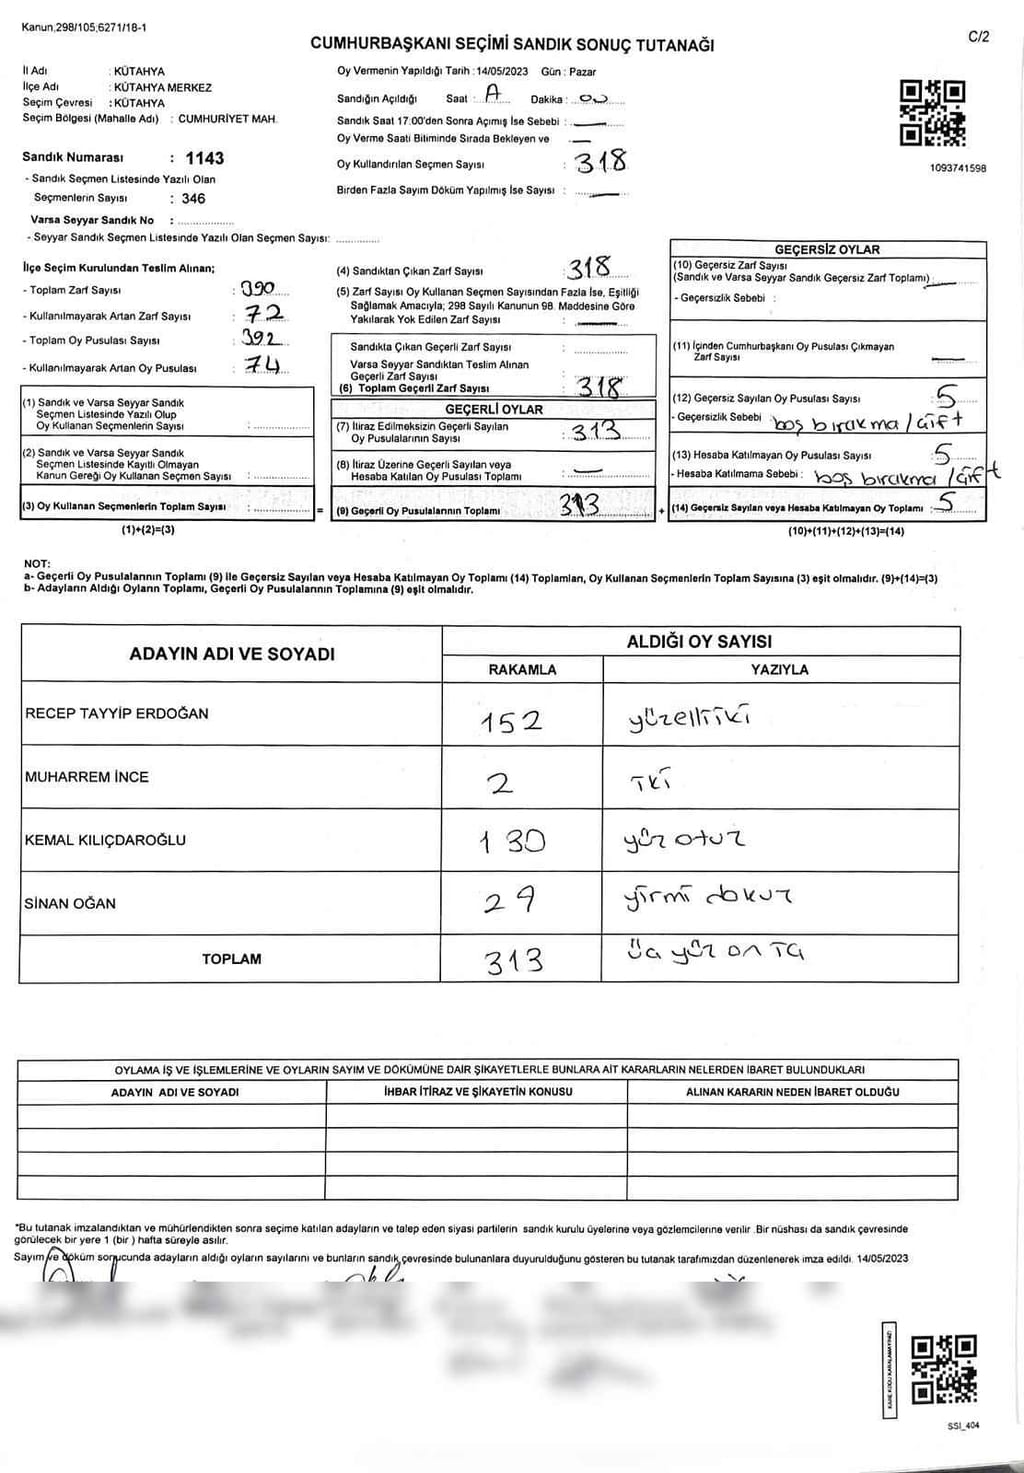 Kanun.298/105;6271/18-1
C/2
CUMHURBAŞKANI SEÇİMİ SANDIK SONUÇ TUTANAĞI
İl Adı : KÜTAHYA
İlçe Adı : KÜTAHYA MERKEZ
Seçim Çevresi : KÜTAHYA
Seçim Bölgesi (Mahalle Adı) : CUMHURİYET MAH.
Sandık Numarası : 1143
- Sandık Seçmen Listesinde Yazılı Olan
Seçmenlerin Sayısı : 346
Varsa Seyyar Sandık No : ..................
- Seyyar Sandık Seçmen Listesinde Yazılı Olan Seçmen Sayısı: ..............
Oy Vermenin Yapıldığı Tarih : 14/05/2023 Gün : Pazar
Sandığın Açıldığı Saat : A Dakika : 00
Sandık Saat 17:00'den Sonra Açımış İse Sebebi : —
Oy Verme Saati Bitiminde Sırada Bekleyen ve —
Oy Kullandırılan Seçmen Sayısı : 318
Birden Fazla Sayım Döküm Yapılmış İse Sayısı : —
1093741598
İlçe Seçim Kurulundan Teslim Alınan;
- Toplam Zarf Sayısı : 390
- Kullanılmayarak Artan Zarf Sayısı : 72
- Toplam Oy Pusulası Sayısı : 392
- Kullanılmayarak Artan Oy Pusulası : 74
(1) Sandık ve Varsa Seyyar Sandık
Seçmen Listesinde Yazılı Olup
Oy Kullanan Seçmenlerin Sayısı : ................
(2) Sandık ve Varsa Seyyar Sandık
Seçmen Listesinde Kayıtlı Olmayan
Kanun Gereği Oy Kullanan Seçmen Sayısı : ................
(3) Oy Kullanan Seçmenlerin Toplam Sayısı : ................ =
(1)+(2)=(3)
(4) Sandıktan Çıkan Zarf Sayısı : 318
(5) Zarf Sayısı Oy Kullanan Seçmen Sayısından Fazla İse, Eşitliği
Sağlamak Amacıyla; 298 Sayılı Kanunun 98. Maddesine Göre
Yakılarak Yok Edilen Zarf Sayısı : —
Sandıkta Çıkan Geçerli Zarf Sayısı : ..................
Varsa Seyyar Sandıktan Teslim Alınan
Geçerli Zarf Sayısı
(6) Toplam Geçerli Zarf Sayısı : 318
GEÇERLİ OYLAR
(7) İtiraz Edilmeksizin Geçerli Sayılan
Oy Pusulalarının Sayısı : 313
(8) İtiraz Üzerine Geçerli Sayılan veya
Hesaba Katılan Oy Pusulası Toplamı : —
(9) Geçerli Oy Pusulalarının Toplamı 313 +
GEÇERSİZ OYLAR
(10) Geçersiz Zarf Sayısı
(Sandık ve Varsa Seyyar Sandık Geçersiz Zarf Toplamı) : —
- Geçersizlik Sebebi :
(11) İçinden Cumhurbaşkanı Oy Pusulası Çıkmayan
Zarf Sayısı —
(12) Geçersiz Sayılan Oy Pusulası Sayısı : 5
- Geçersizlik Sebebi boş bırakma / çift
(13) Hesaba Katılmayan Oy Pusulası Sayısı : 5
- Hesaba Katılmama Sebebi : boş bırakma / çift
(14) Geçersiz Sayılan veya Hesaba Katılmayan Oy Toplamı : 5
(10)+(11)+(12)+(13)=(14)
NOT:
a- Geçerli Oy Pusulalarının Toplamı (9) ile Geçersiz Sayılan veya Hesaba Katılmayan Oy Toplamı (14) Toplamları, Oy Kullanan Seçmenlerin Toplam Sayısına (3) eşit olmalıdır. (9)+(14)=(3)
b- Adayların Aldığı Oyların Toplamı, Geçerli Oy Pusulalarının Toplamına (9) eşit olmalıdır.
ADAYIN ADI VE SOYADI ALDIĞI OY SAYISI
RAKAMLA YAZIYLA
RECEP TAYYİP ERDOĞAN 152 yüzelliiki
MUHARREM İNCE 2 iki
KEMAL KILIÇDAROĞLU 130 yüz otuz
SİNAN OĞAN 29 yirmi dokuz
TOPLAM 313 üç yüz on üç
OYLAMA İŞ VE İŞLEMLERİNE VE OYLARIN SAYIM VE DÖKÜMÜNE DAİR ŞİKAYETLERLE BUNLARA AİT KARARLARIN NELERDEN İBARET BULUNDUKLARI
ADAYIN ADI VE SOYADI İHBAR İTİRAZ VE ŞİKAYETİN KONUSU ALINAN KARARIN NEDEN İBARET OLDUĞU
*Bu tutanak imzalandıktan ve mühürlendikten sonra seçime katılan adayların ve talep eden siyasi partilerin sandık kurulu üyelerine veya gözlemcilerine verilir .Bir nüshası da sandık çevresinde
görülecek bir yere 1 (bir ) hafta süreyle asılır.
Sayım ve döküm sonucunda adayların aldığı oyların sayılarını ve bunların sandık çevresinde bulunanlara duyurulduğunu gösteren bu tutanak tarafımızdan düzenlenerek imza edildi. 14/05/2023
KARE KODU KARALAMAYINIZ!
SSI_404